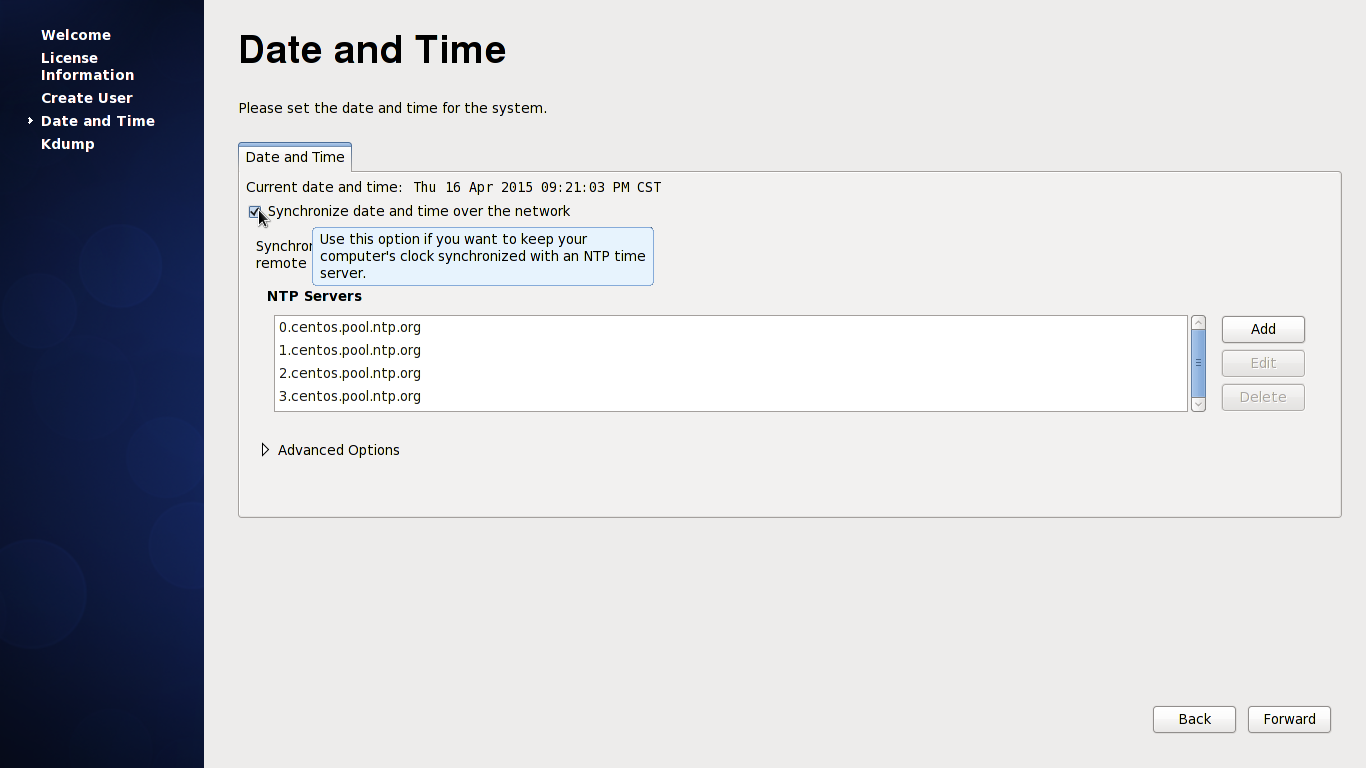 Welcome
License
Information
Create User
Date and Time
Kdump
Date and Time
Please set the date and time for the system.
Date and Time
Current date and time: Thu 16 Apr 2015 09:21:03 PM CST
Synchronize date and time over the network
Use this option if you want to keep your
computer's clock synchronized with an NTP time
server.
remote
NTP Servers
0.centos.pool.ntp.org
1.centos.pool.ntp.org
2.centos.pool.ntp.org
3.centos.pool.ntp.org
Add
Edit
Delete
Advanced Options
Back
Forward